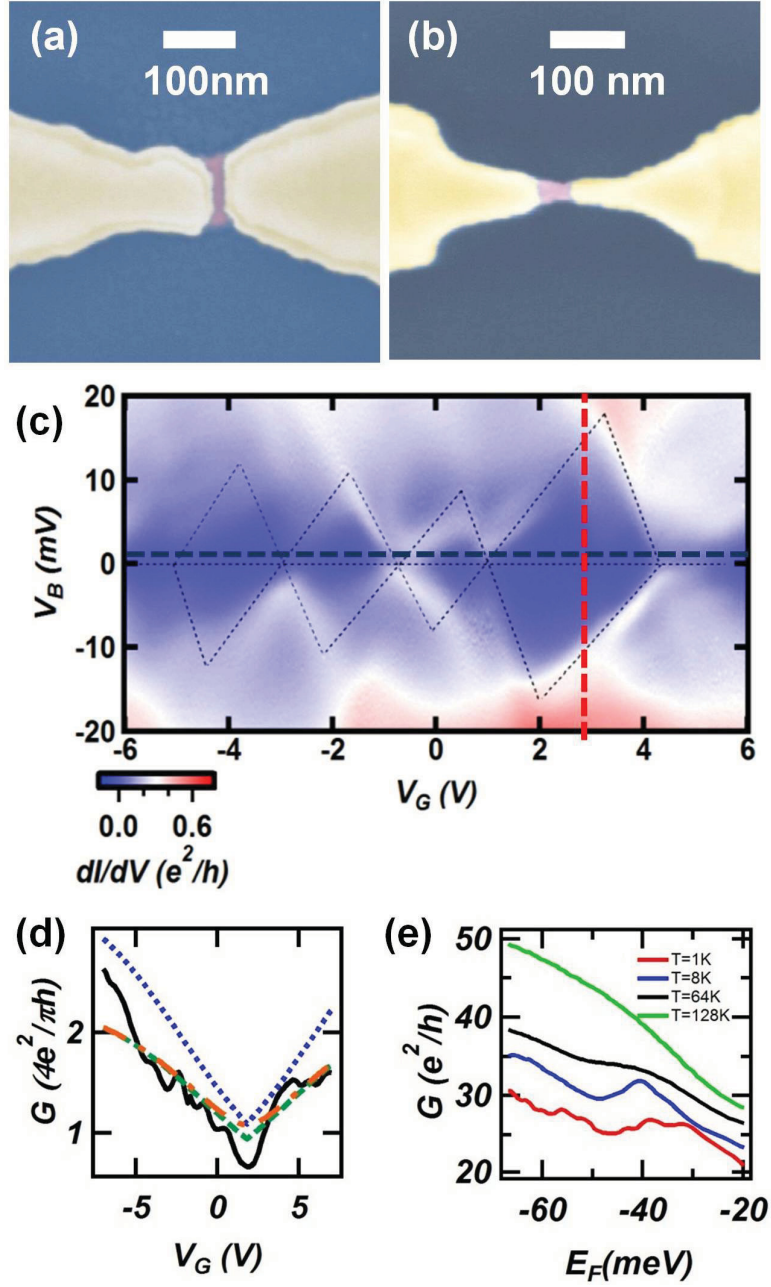 (a)
100nm
(b)
100 nm
(c)
20
10
0
-10
-20
V_B (mV)
-6
-4
-2
0
2
4
6
V_G (V)
0.0
0.6
dI/dV (e²/h)
(d)
2
1
G (4e²/πh)
-5
0
5
V_G (V)
(e)
50
40
30
20
G (e²/h)
T=1K
T=8K
T=64K
T=128K
-60
-40
-20
E_F(meV)